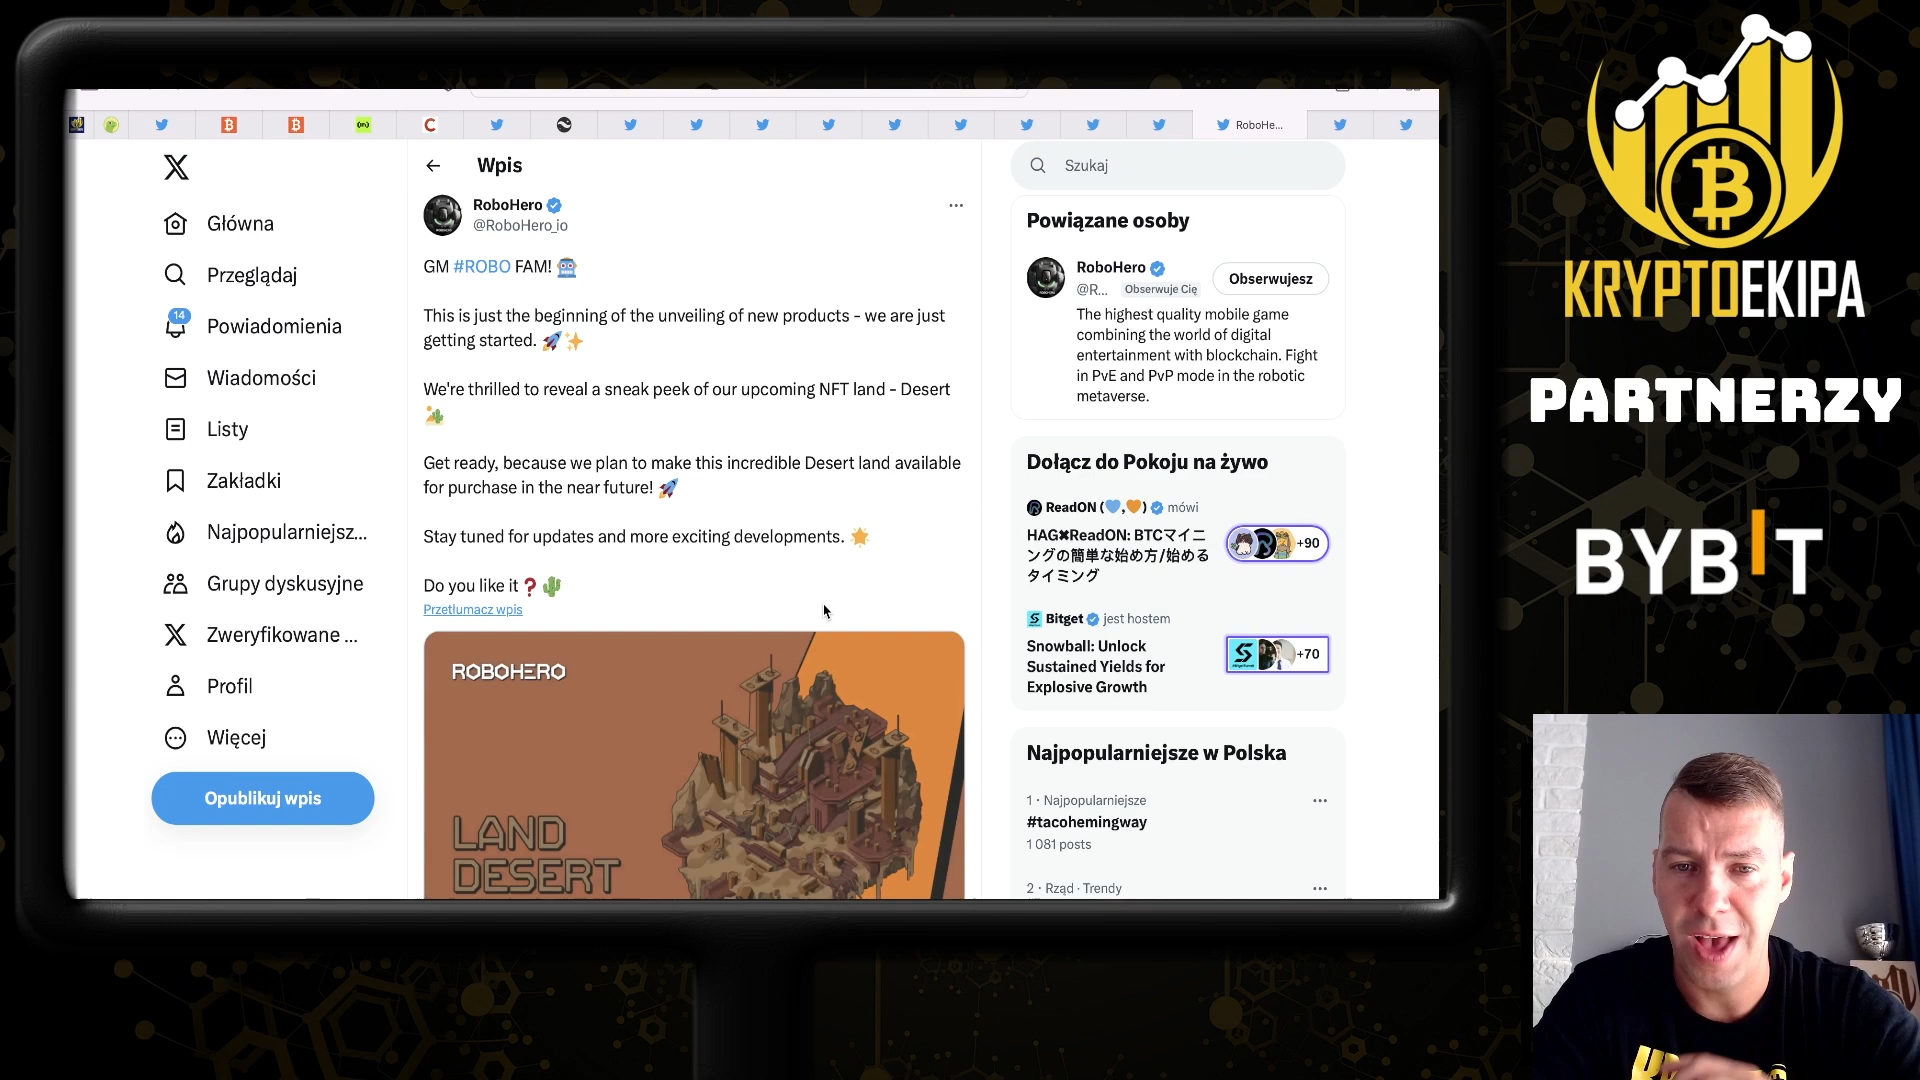 RoboHe...
Wpis
Szukaj
Główna
Przeglądaj
14
Powiadomienia
Wiadomości
Listy
Zakładki
Najpopularniejsz...
Grupy dyskusyjne
Zweryfikowane ...
Profil
Więcej
Opublikuj wpis
RoboHero
@RoboHero_io
GM #ROBO FAM! 🤖
This is just the beginning of the unveiling of new products - we are just
getting started. 🚀✨
We're thrilled to reveal a sneak peek of our upcoming NFT land - Desert
🏜️
Get ready, because we plan to make this incredible Desert land available
for purchase in the near future! 🚀
Stay tuned for updates and more exciting developments. 🌟
Do you like it❓🌵
Przetłumacz wpis
ROBOHERO
LAND
DESERT
Powiązane osoby
RoboHero
@R... Obserwuje Cię
Obserwujesz
The highest quality mobile game
combining the world of digital
entertainment with blockchain. Fight
in PvE and PvP mode in the robotic
metaverse.
Dołącz do Pokoju na żywo
ReadON (💙,🧡) mówi
HAG✖ReadON: BTCマイニ
ングの簡単な始め方/始める
タイミング
+90
Bitget jest hostem
Snowball: Unlock
Sustained Yields for
Explosive Growth
+70
Najpopularniejsze w Polska
1 · Najpopularniejsze
#tacohemingway
1 081 posts
2 · Rząd · Trendy
KRYPTOEKIPA
PARTNERZY
BYBIT